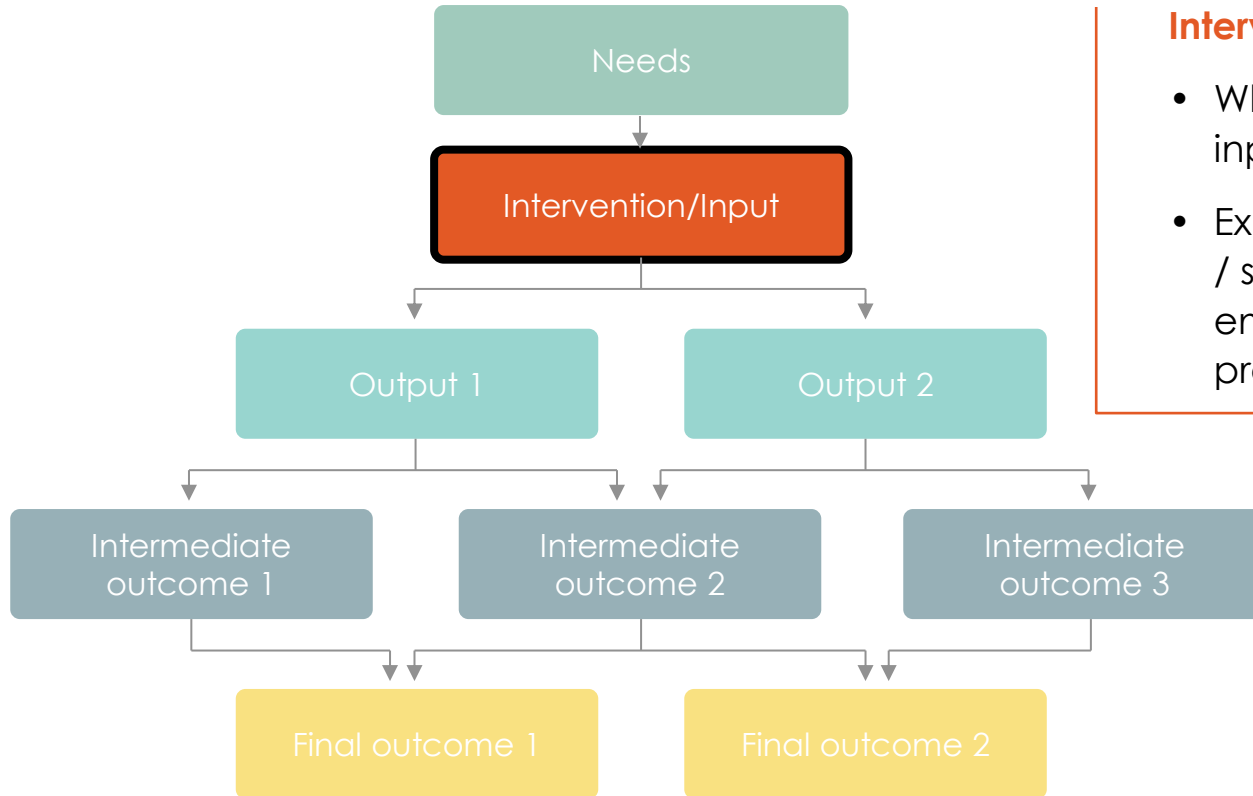 Needs
Intervention/Input
Output 1
Output 2
Intermediate
outcome 1
Intermediate
outcome 2
Intermediate
outcome 3
Final outcome 1
Final outcome 2
•
•
/